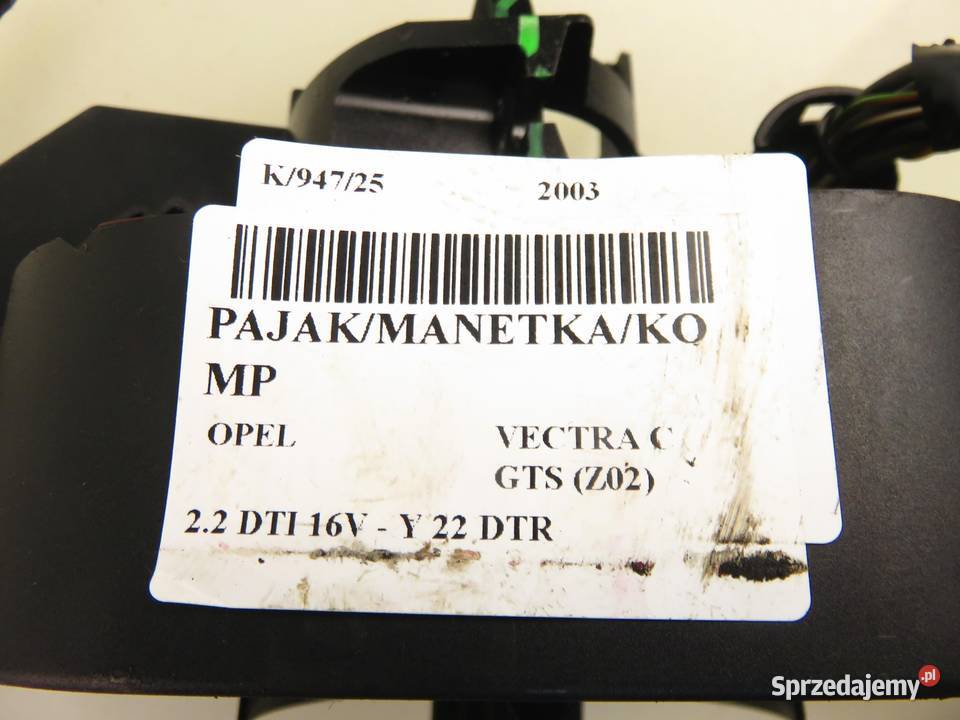 K/947/25 2003
PAJAK/MANETKA/KO
MP
OPEL VECTRA C
GTS (Z02)
2.2 DTI 16V - Y 22 DTR
Sprzedajemy.pl